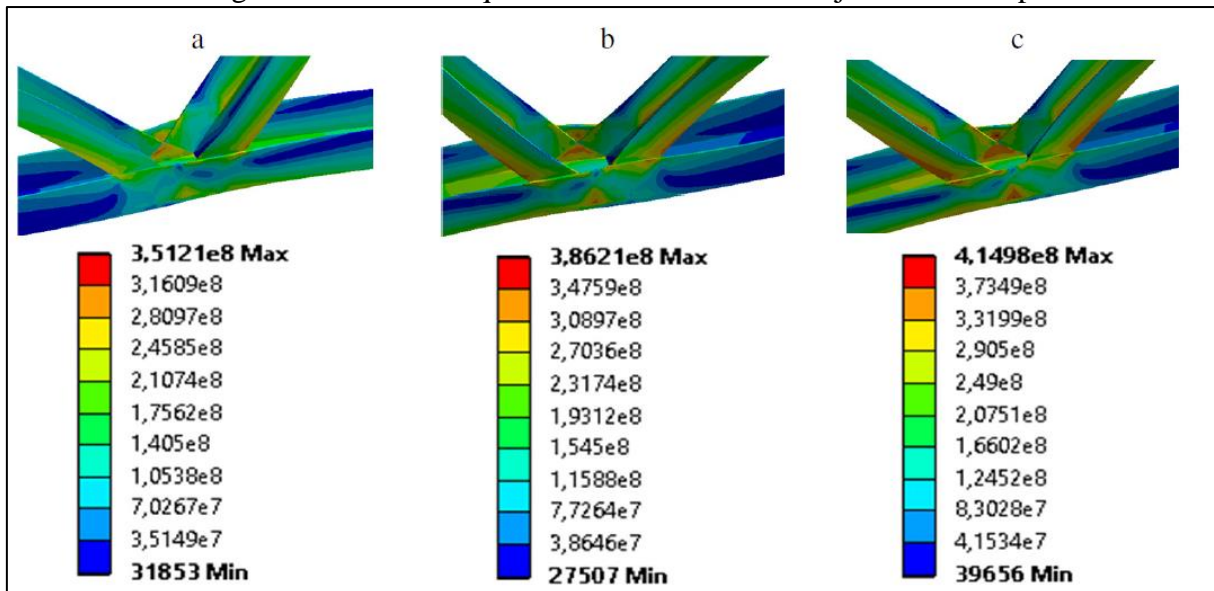 a
b
c
3,5121e8 Max
3,1609e8
2,8097e8
2,4585e8
2,1074e8
1,7562e8
1,405e8
1,0538e8
7,0267e7
3,5149e7
31853 Min
3,8621e8 Max
3,4759e8
3,0897e8
2,7036e8
2,3174e8
1,9312e8
1,545e8
1,1588e8
7,7264e7
3,8646e7
27507 Min
4,1498e8 Max
3,7349e8
3,3199e8
2,905e8
2,49e8
2,0751e8
1,6602e8
1,2452e8
8,3028e7
4,1534e7
39656 Min